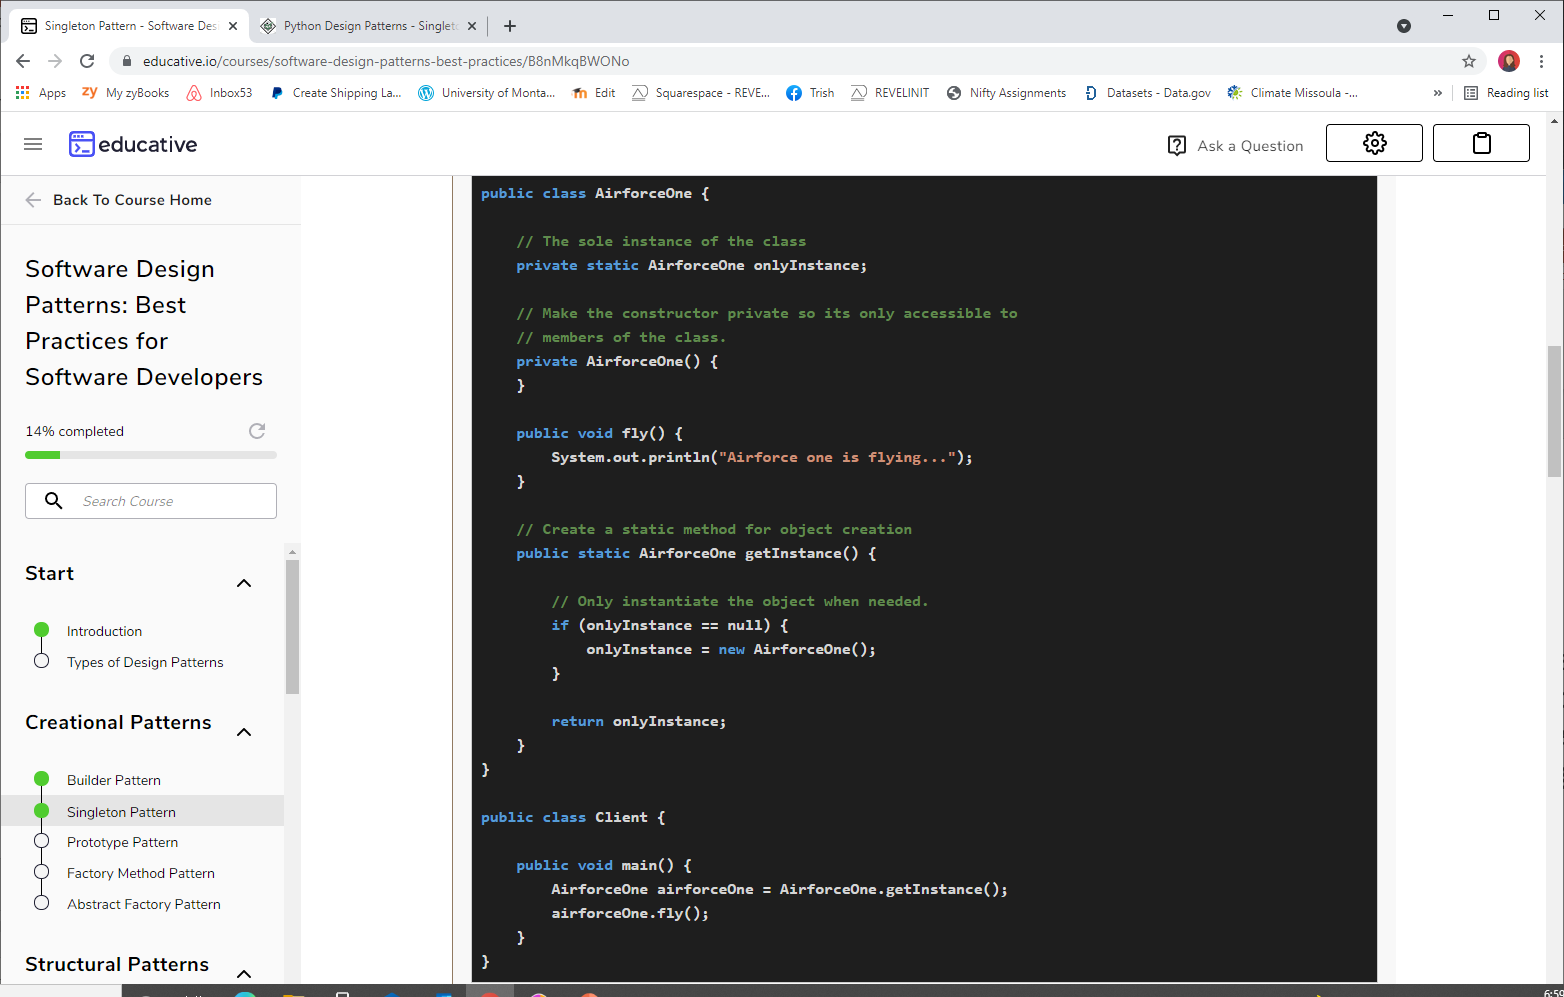 Singleton Pattern - Software Des
Python Design Patterns - Singlet
educative.io/courses/software-design-patterns-best-practices/B8nMkqBWONo
Apps
zy My zyBooks
Inbox53
Create Shipping La...
University of Monta...
Edit
Squarespace - REVE...
Trish
REVELINIT
Nifty Assignments
Datasets - Data.gov
Climate Missoula -...
»
Reading list
educative
Ask a Question
Back To Course Home
Software Design
Patterns: Best
Practices for
Software Developers
14% completed
Search Course
Start
Introduction
Types of Design Patterns
Creational Patterns
Builder Pattern
Singleton Pattern
Prototype Pattern
Factory Method Pattern
Abstract Factory Pattern
Structural Patterns
public class AirforceOne {
// The sole instance of the class
private static AirforceOne onlyInstance;
// Make the constructor private so its only accessible to
// members of the class.
private AirforceOne() {
}
public void fly() {
System.out.println("Airforce one is flying...");
}
// Create a static method for object creation
public static AirforceOne getInstance() {
// Only instantiate the object when needed.
if (onlyInstance == null) {
onlyInstance = new AirforceOne();
}
return onlyInstance;
}
}
public class Client {
public void main() {
AirforceOne airforceOne = AirforceOne.getInstance();
airforceOne.fly();
}
}